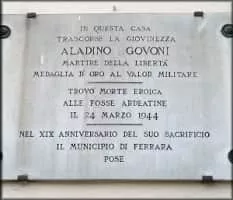 IN QUESTA CASA
TRASCORSE LA GIOVINEZZA
ALADINO GOVONI
MARTIRE DELLA LIBERTÀ
MEDAGLIA D'ORO AL VALOR MILITARE
TROVO MORTE EROICA
ALLE FOSSE ARDEATINE
IL 24 MARZO 1944
NEL XIX ANNIVERSARIO DEL SUO SACRIFICIO
IL MUNICIPIO DI FERRARA
POSE